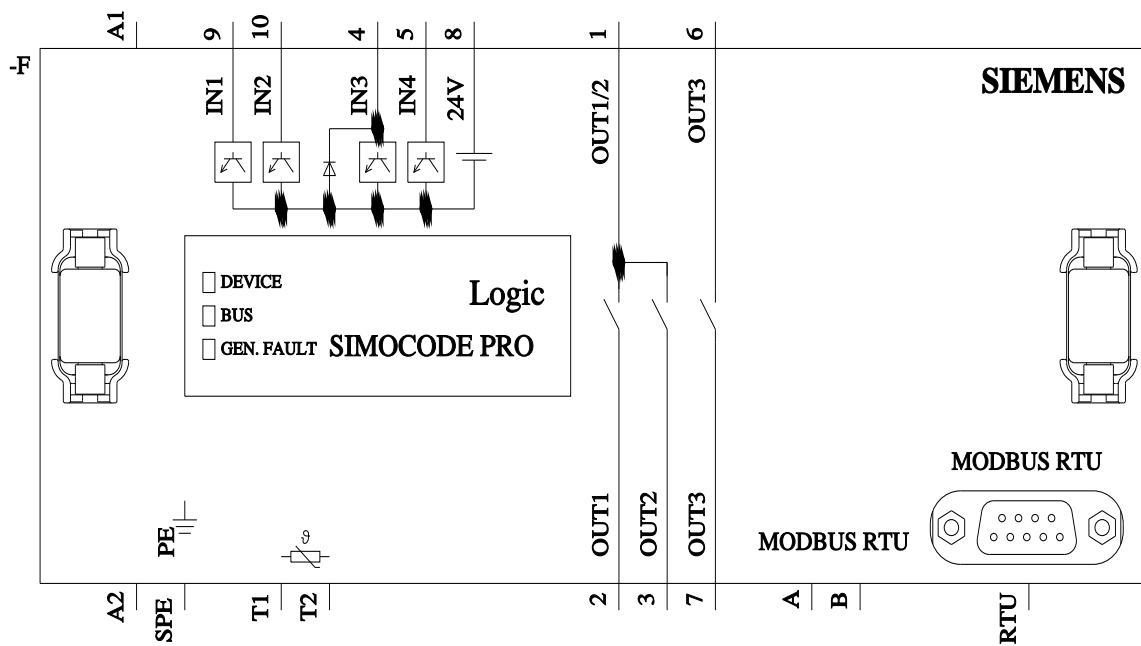 A1
9
10
4
5
8
1
6
-F
IN1
IN2
IN3
IN4
24V
OUT1/2
OUT3
SIEMENS
DEVICE
BUS
GEN. FAULT
Logic
SIMOCODE PRO
MODBUS RTU
PE
ϑ
OUT1
OUT2
OUT3
MODBUS RTU
A2
SPE
T1
T2
2
3
7
A
B
RTU